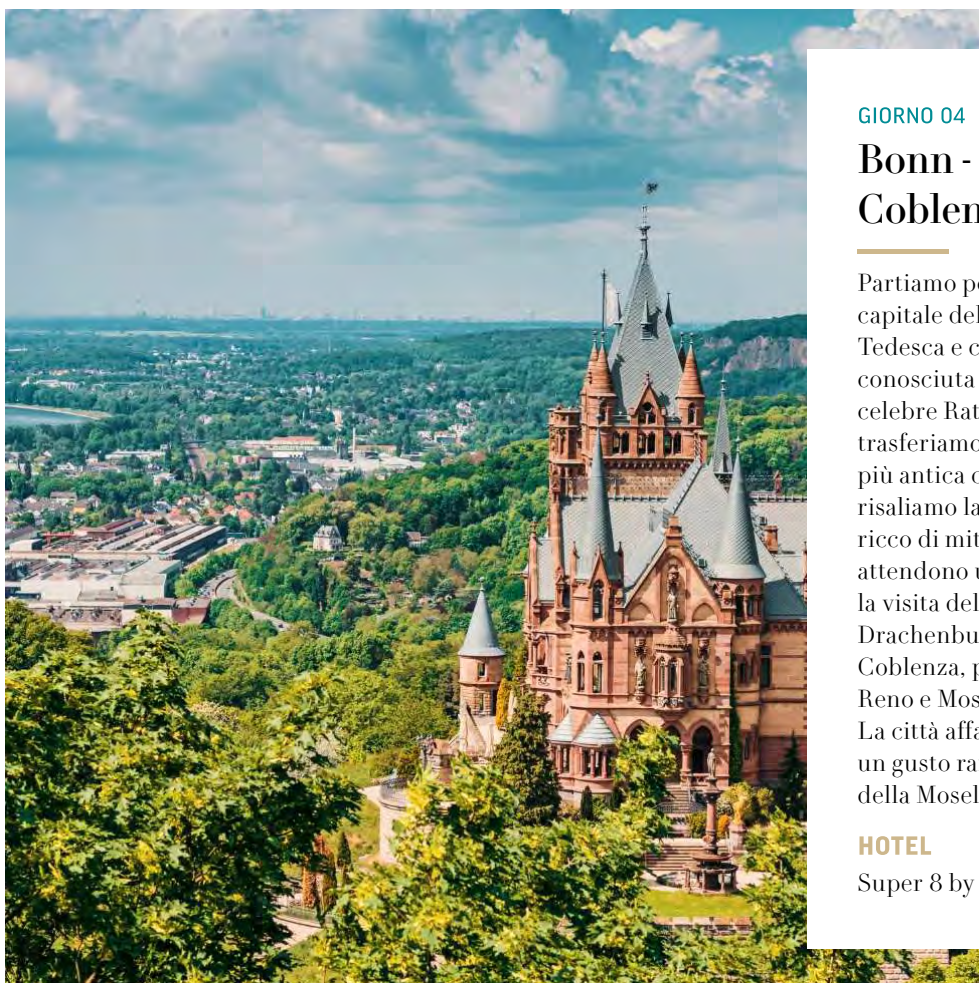 GIORNO 04
Bonn -
Coblen
Partiamo pe
capitale del
Tedesca e c
conosciuta
celebre Rat
trasferiamo
più antica c
risaliamo la
ricco di mit
attendono u
la visita del
Drachenbu
Coblenza, p
Reno e Mos
La città affa
un gusto ra
della Mosel
HOTEL
Super 8 by